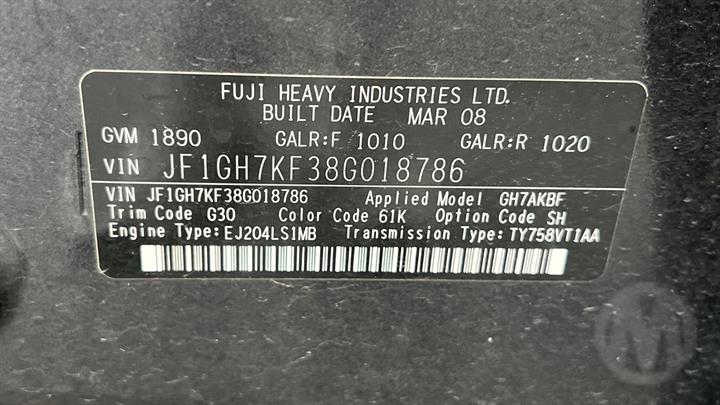 FUJI HEAVY INDUSTRIES LTD.
BUILT DATE MAR 08
GVM 1890 GALR:F 1010 GALR:R 1020
VIN JF1GH7KF38G018786
VIN JF1GH7KF38G018786 Applied Model GH7AKBF
Trim Code G30 Color Code 61K Option Code SH
Engine Type:EJ204LS1MB Transmission Type:TY758VT1AA
M